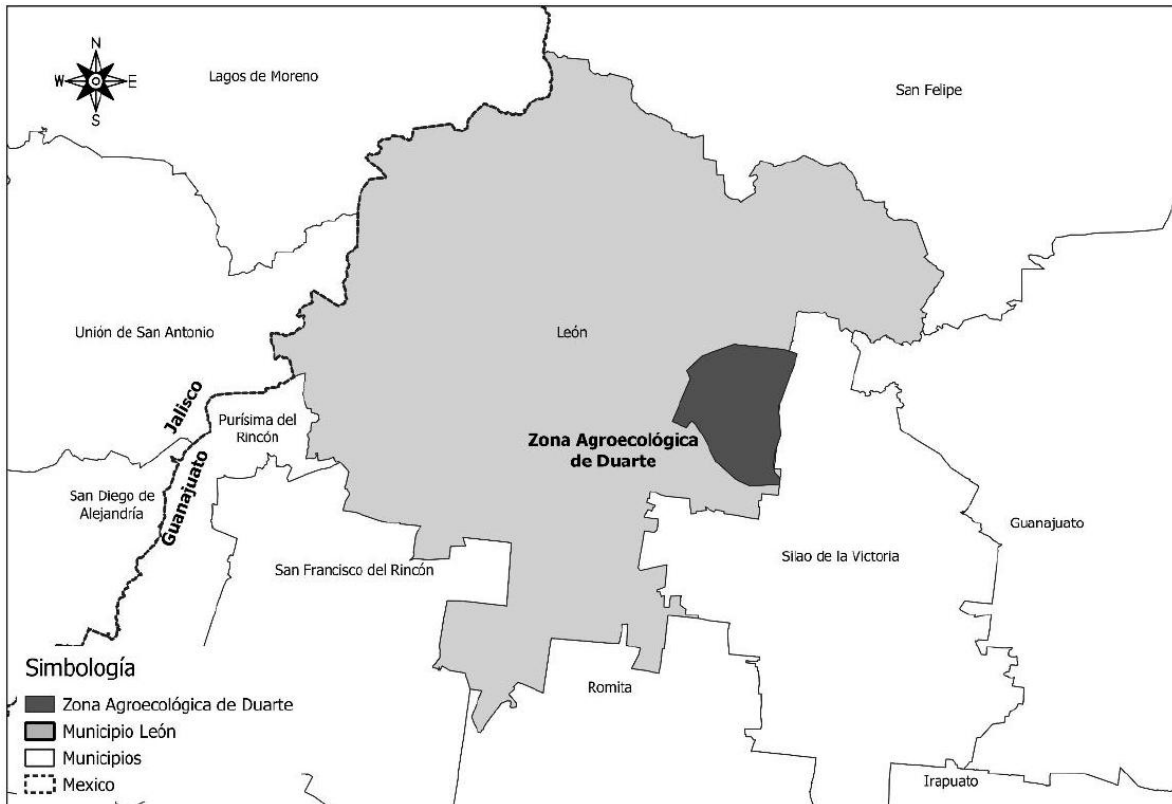 N
W E
S
Lagos de Moreno
San Felipe
Unión de San Antonio
León
Jalisco
Purísima del
Rincón
Zona Agroecológica
de Duarte
San Diego de
Alejandría
Guanajuato
Guanajuato
San Francisco del Rincón
Silao de la Victoria
Romita
Irapuato
Simbología
Zona Agroecológica de Duarte
Municipio León
Municipios
Mexico